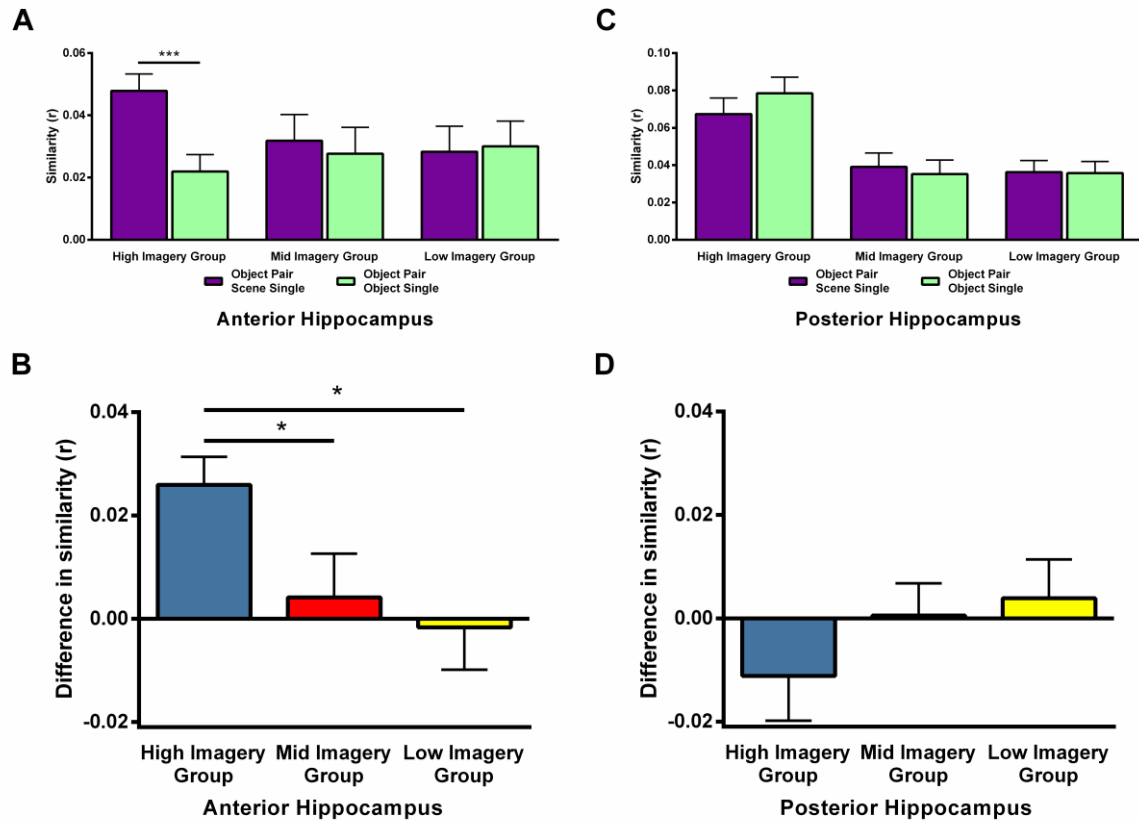 A
0.06
0.04
0.02
0.00
Similarity (r)
***
High Imagery Group
Mid Imagery Group
Low Imagery Group
Object Pair
Scene Single
Object Pair
Object Single
Anterior Hippocampus
C
0.10
0.08
0.06
0.04
0.02
0.00
Similarity (r)
High Imagery Group
Mid Imagery Group
Low Imagery Group
Object Pair
Scene Single
Object Pair
Object Single
Posterior Hippocampus
B
0.04
0.02
0.00
-0.02
Difference in similarity (r)
*
*
High Imagery
Group
Mid Imagery
Group
Low Imagery
Group
Anterior Hippocampus
D
0.04
0.02
0.00
-0.02
Difference in similarity (r)
High Imagery
Group
Mid Imagery
Group
Low Imagery
Group
Posterior Hippocampus